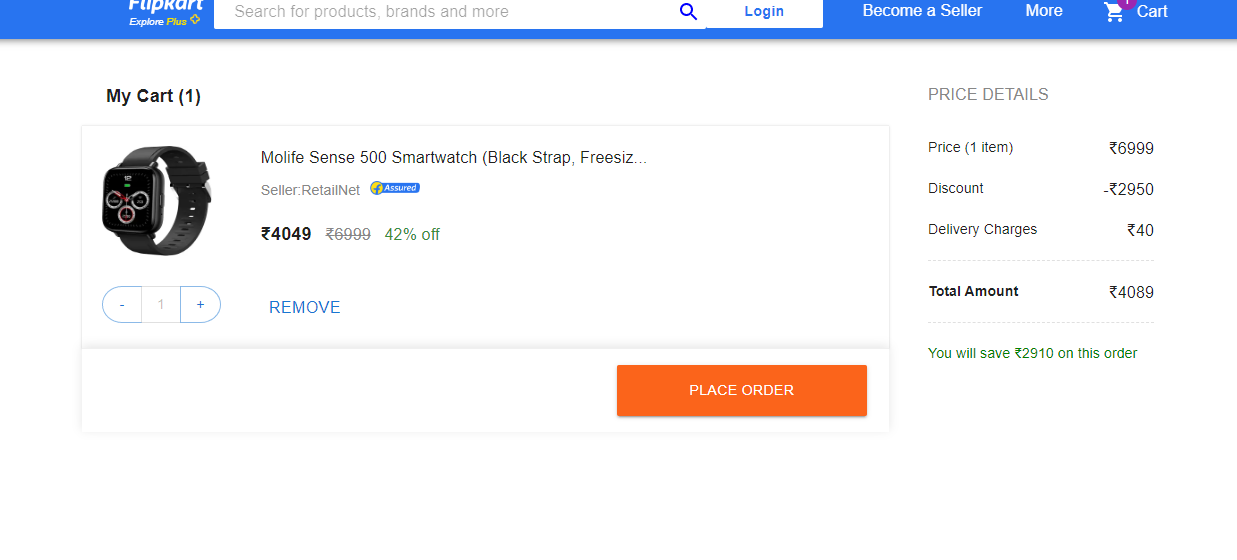 Flipkart
Explore Plus
Search for products, brands and more
Login
Become a Seller
More
1
Cart
My Cart (1)
Molife Sense 500 Smartwatch (Black Strap, Freesiz...
Seller:RetailNet
Assured
₹4049 ₹6999 42% off
- 1 +
REMOVE
PLACE ORDER
PRICE DETAILS
Price (1 item) ₹6999
Discount -₹2950
Delivery Charges ₹40
Total Amount ₹4089
You will save ₹2910 on this order